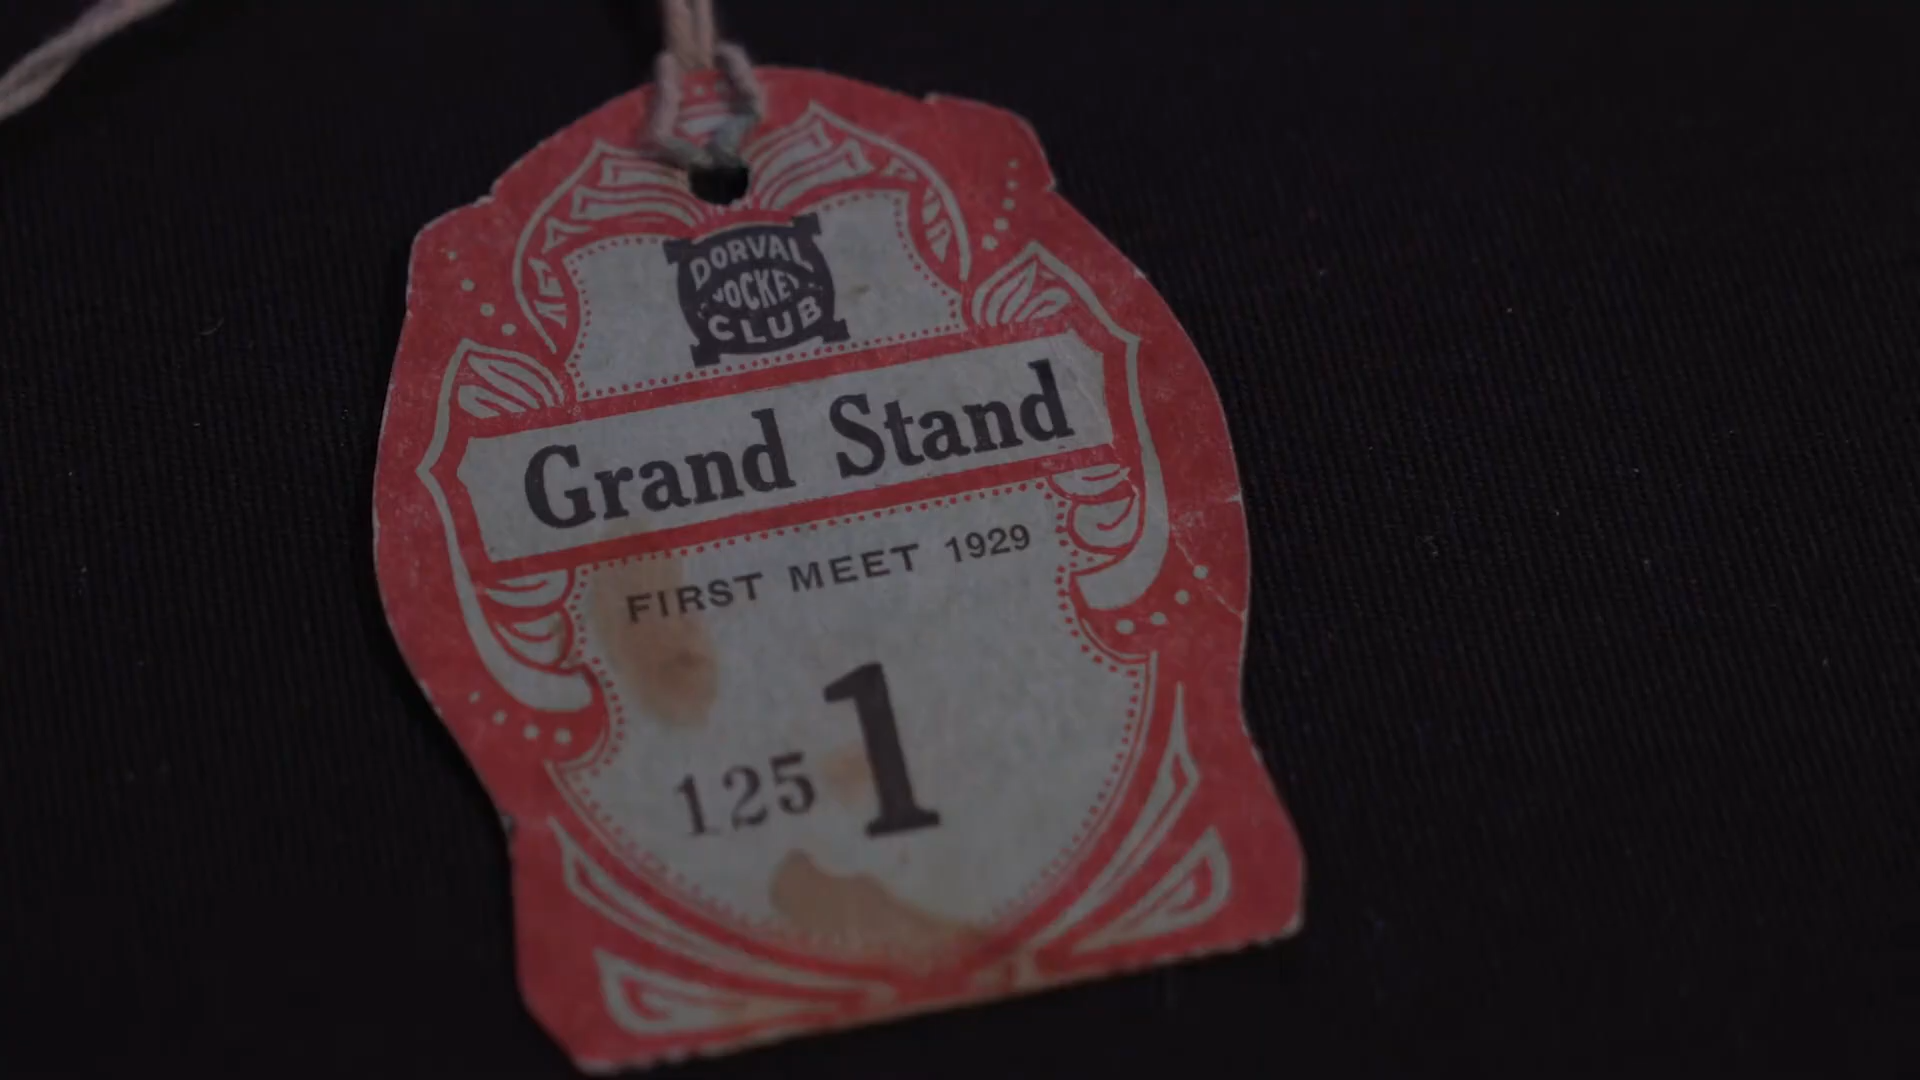 DORVAL
JOCKEY
CLUB
Grand Stand
FIRST MEET 1929
125 1